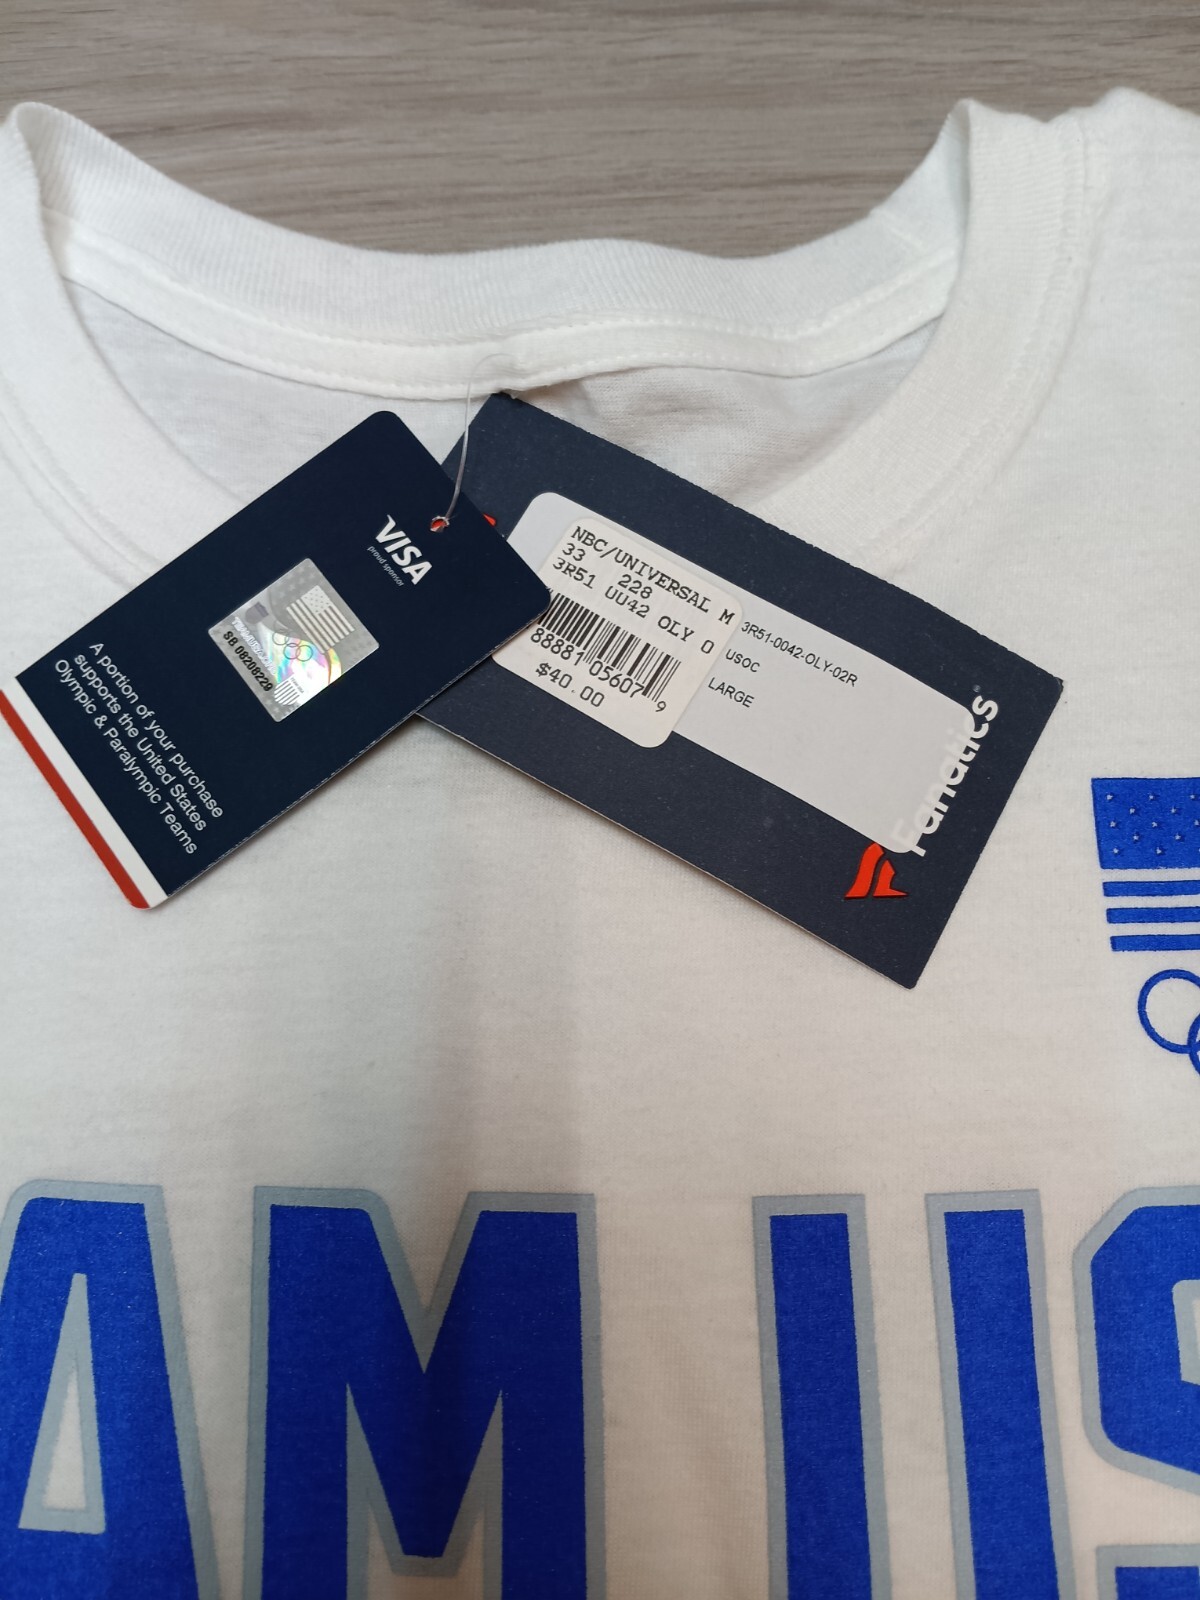 VISA
proud sponsor
SB 08208229
A portion of your purchase
supports the United States
Olympic & Paralympic Teams
NBC/UNIVERSAL M
33 228
3R51 0042 OLY 0
88881 05607 9
$40.00
3R51-0042-OLY-02R
USOC
LARGE
Fanatics
AM US